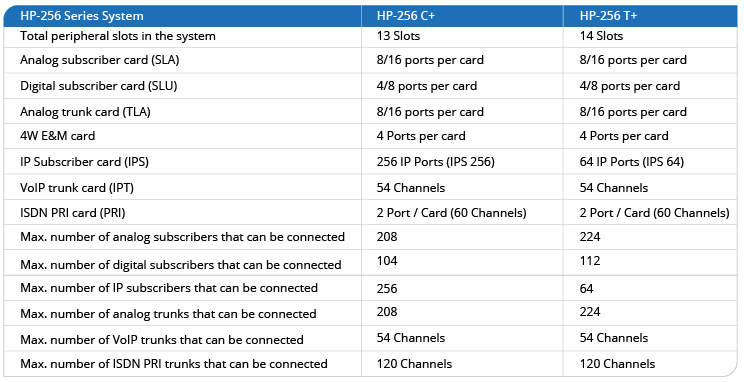 HP-256 Series System HP-256 C+ HP-256 T+
Total peripheral slots in the system 13 Slots 14 Slots
Analog subscriber card (SLA) 8/16 ports per card 8/16 ports per card
Digital subscriber card (SLU) 4/8 ports per card 4/8 ports per card
Analog trunk card (TLA) 8/16 ports per card 8/16 ports per card
4W E&M card 4 Ports per card 4 Ports per card
IP Subscriber card (IPS) 256 IP Ports (IPS 256) 64 IP Ports (IPS 64)
VoIP trunk card (IPT) 54 Channels 54 Channels
ISDN PRI card (PRI) 2 Port / Card (60 Channels) 2 Port / Card (60 Channels)
Max. number of analog subscribers that can be connected 208 224
Max. number of digital subscribers that can be connected 104 112
Max. number of IP subscribers that can be connected 256 64
Max. number of analog trunks that can be connected 208 224
Max. number of VoIP trunks that can be connected 54 Channels 54 Channels
Max. number of ISDN PRI trunks that can be connected 120 Channels 120 Channels